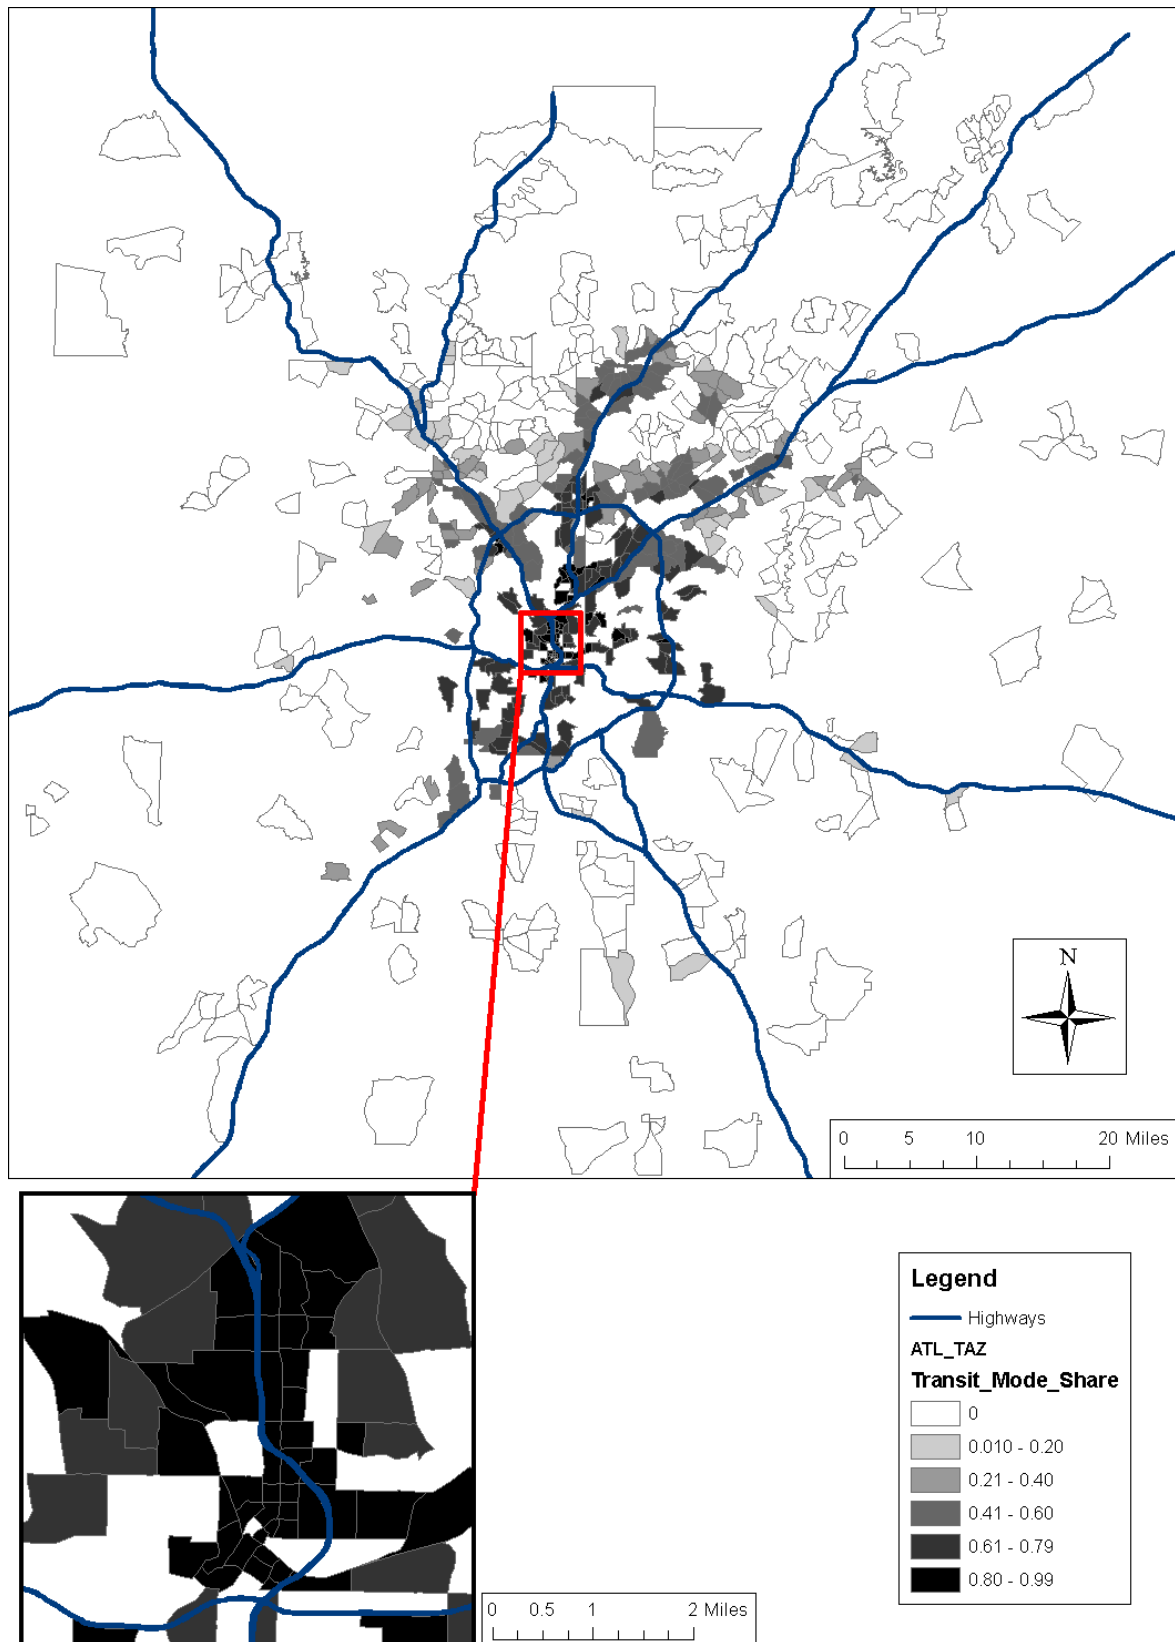 N
0 5 10 20 Miles
Legend
Highways
ATL_TAZ
Transit_Mode_Share
0
0.010 - 0.20
0.21 - 0.40
0.41 - 0.60
0.61 - 0.79
0.80 - 0.99
0 0.5 1 2 Miles